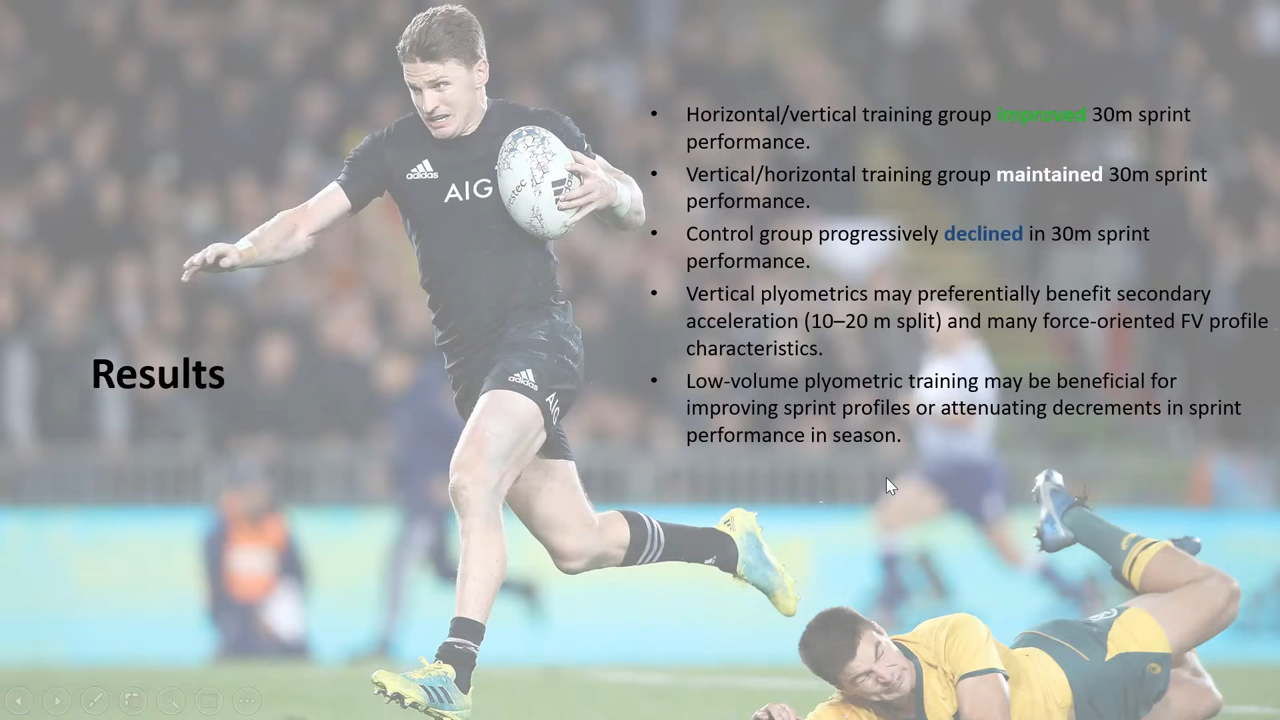 Results
• Horizontal/vertical training group improved 30m sprint
performance.
• Vertical/horizontal training group maintained 30m sprint
performance.
• Control group progressively declined in 30m sprint
performance.
• Vertical plyometrics may preferentially benefit secondary
acceleration (10–20 m split) and many force-oriented FV profile
characteristics.
• Low-volume plyometric training may be beneficial for
improving sprint profiles or attenuating decrements in sprint
performance in season.
adidas
AIG
adidas
AIG